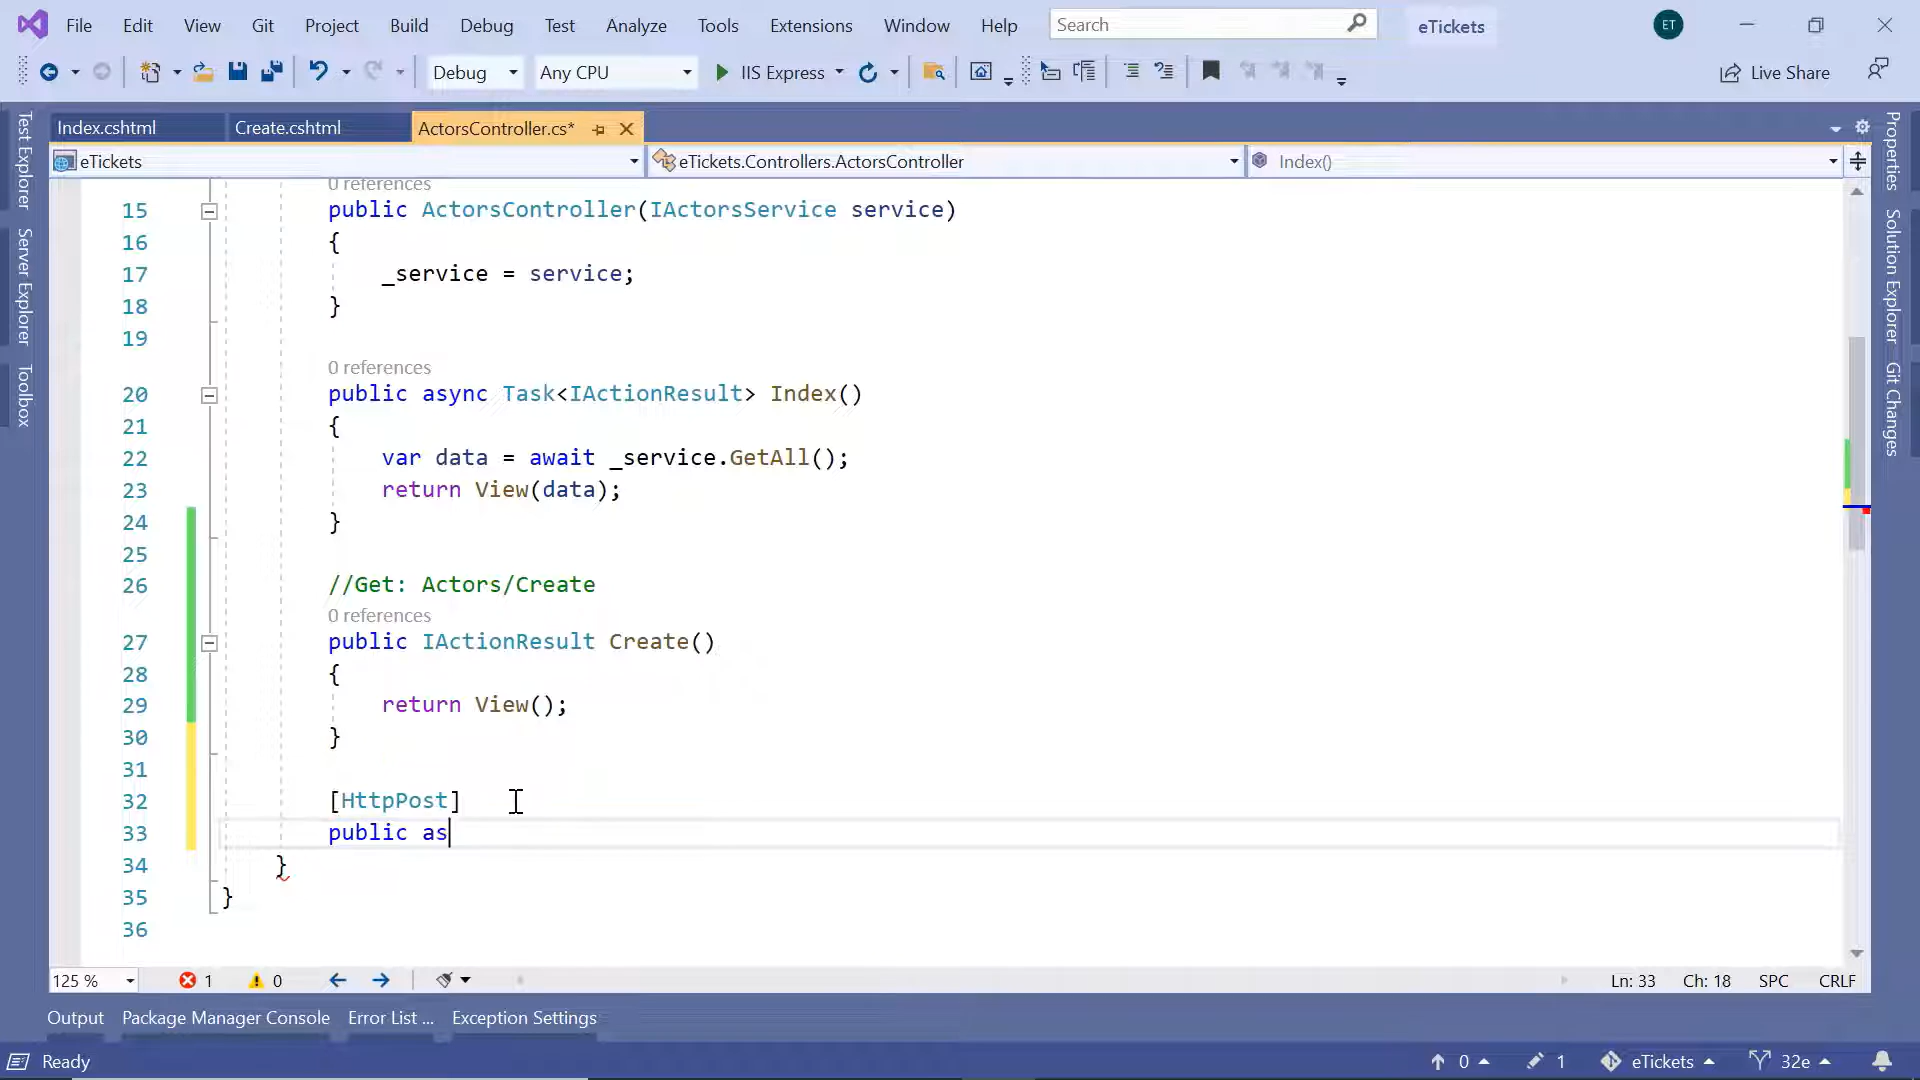 File Edit View Git Project Build Debug Test Analyze Tools Extensions Window Help Search eTickets ET
Debug Any CPU IIS Express Live Share
Index.cshtml Create.cshtml ActorsController.cs*
eTickets eTickets.Controllers.ActorsController Index()
Test Explorer
Server Explorer
Toolbox
0 references
15 public ActorsController(IActorsService service)
16 {
17 _service = service;
18 }
19
0 references
20 public async Task<IActionResult> Index()
21 {
22 var data = await _service.GetAll();
23 return View(data);
24 }
25
26 //Get: Actors/Create
0 references
27 public IActionResult Create()
28 {
29 return View();
30 }
31
32 [HttpPost]
33 public as
34 }
35 }
36
Properties
Solution Explorer
Git Changes
125 % 1 0 Ln: 33 Ch: 18 SPC CRLF
Output Package Manager Console Error List ... Exception Settings
Ready 0 1 eTickets 32e